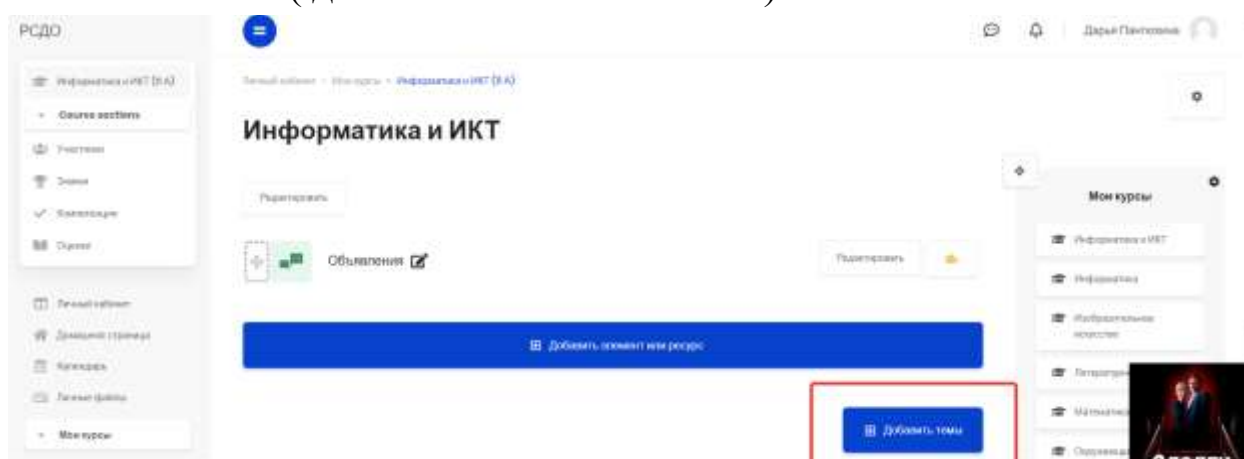 РСДО
Дарья Пантюхина
Информатика и ИКТ (8 А)
Личный кабинет > Мои курсы > Информатика и ИКТ (8 А)
Course sections
Информатика и ИКТ
Участники
Значки
Мои курсы
Компетенции
Редактировать
Оценки
Информатика и ИКТ
Объявления
Редактировать
Информатика
Личный кабинет
Изобразительное
искусство
Домашняя страница
Добавить элемент или ресурс
Календарь
Личные файлы
Математика
Добавить темы
Мои курсы